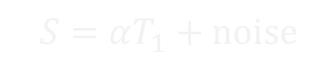 S = αT₁ + noise